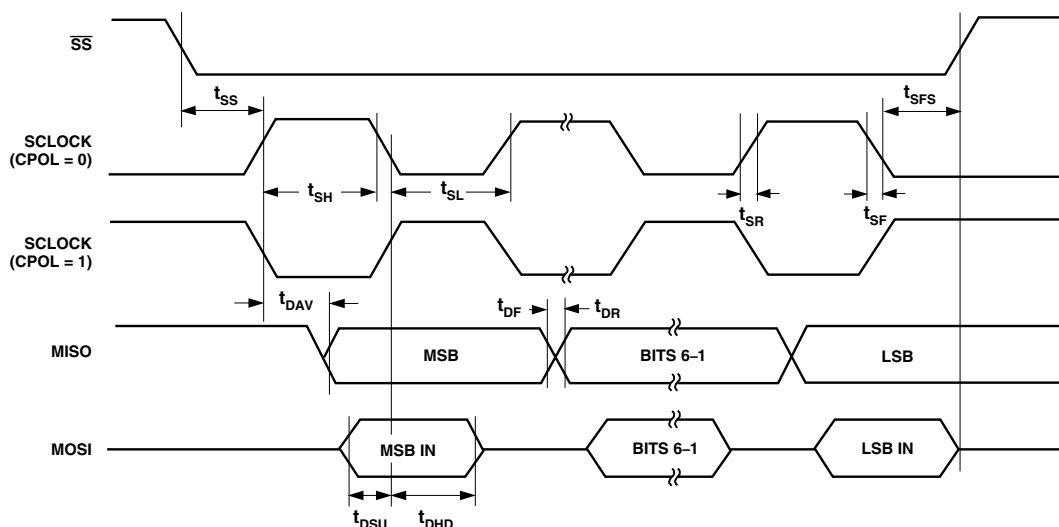 S̅S̅
tSS
tSFS
SCLOCK
(CPOL = 0)
tSH
tSL
tSR
tSF
SCLOCK
(CPOL = 1)
tDAV
tDF
tDR
MISO
MSB
BITS 6–1
LSB
MOSI
MSB IN
BITS 6–1
LSB IN
tDSU
tDHD